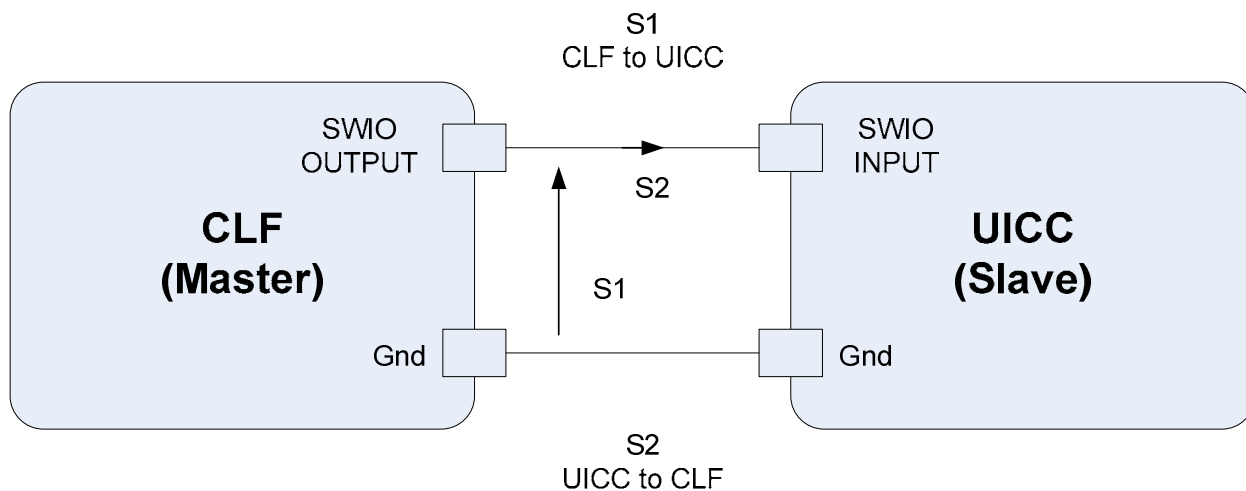 S1
CLF to UICC
SWIO
OUTPUT
SWIO
INPUT
S2
CLF
(Master)
UICC
(Slave)
S1
Gnd
Gnd
S2
UICC to CLF